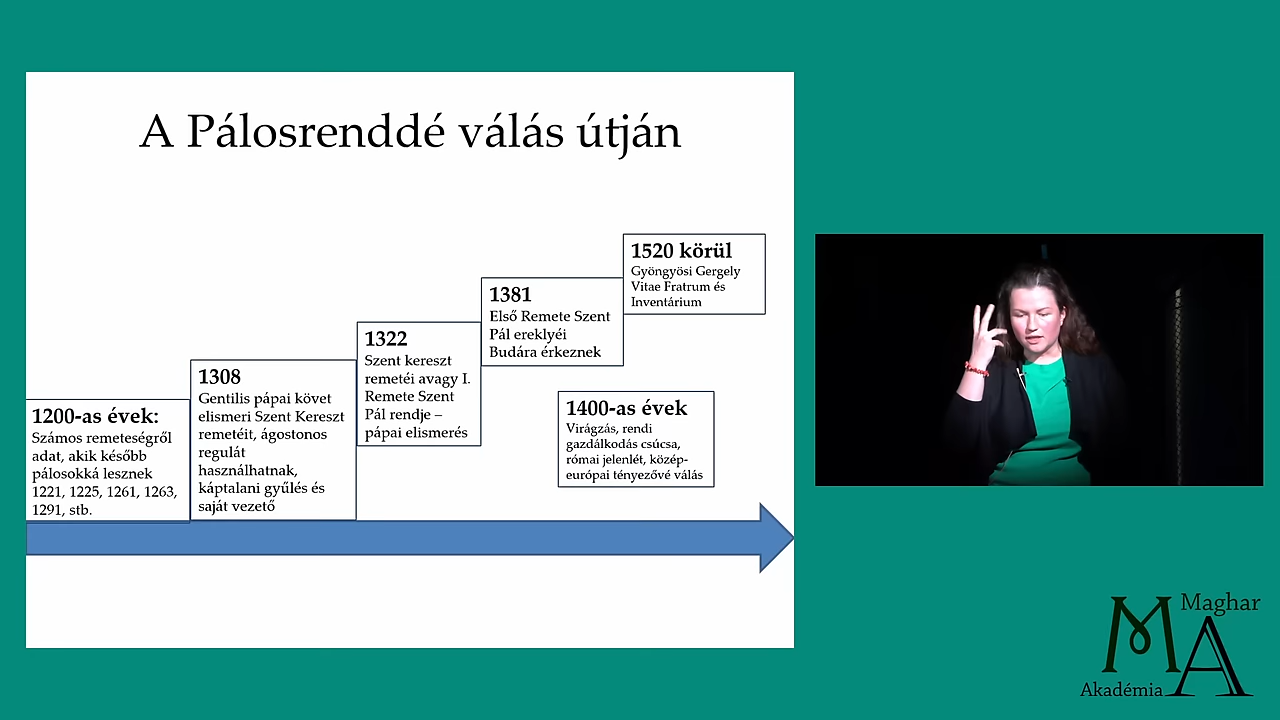 A Pálosrenddé válás útján
1200-as évek:
Számos remeteségről
adat, akik később
pálosokká lesznek
1221, 1225, 1261, 1263,
1291, stb.
1308
Gentilis pápai követ
elismeri Szent Kereszt
remetéit, ágostonos
regulát
használhatnak,
káptalani gyűlés és
saját vezető
1322
Szent kereszt
remetéi avagy I.
Remete Szent
Pál rendje –
pápai elismerés
1381
Első Remete Szent
Pál ereklyéi
Budára érkeznek
1520 körül
Gyöngyösi Gergely
Vitae Fratrum és
Inventárium
1400-as évek
Virágzás, rendi
gazdálkodás csúcsa,
római jelenlét, közép-
európai tényezővé válás
Maghar
MA
Akadémia